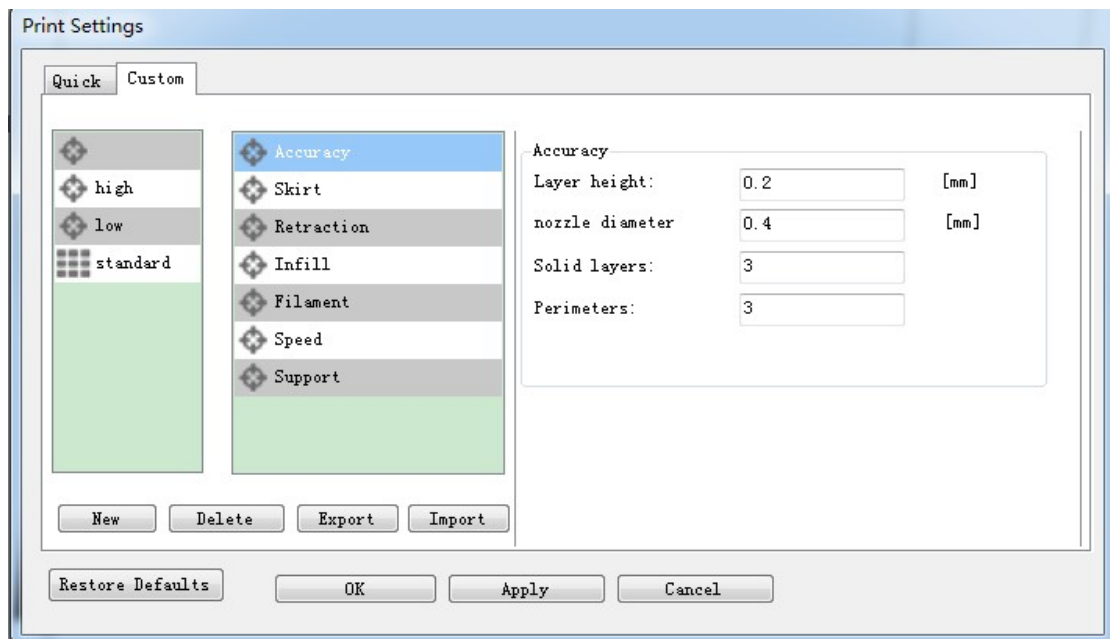 Print Settings
Quick Custom
high
low
standard
Accuracy
Skirt
Retraction
Infill
Filament
Speed
Support
Accuracy
Layer height: 0.2 [mm]
nozzle diameter 0.4 [mm]
Solid layers: 3
Perimeters: 3
New Delete Export Import
Restore Defaults OK Apply Cancel